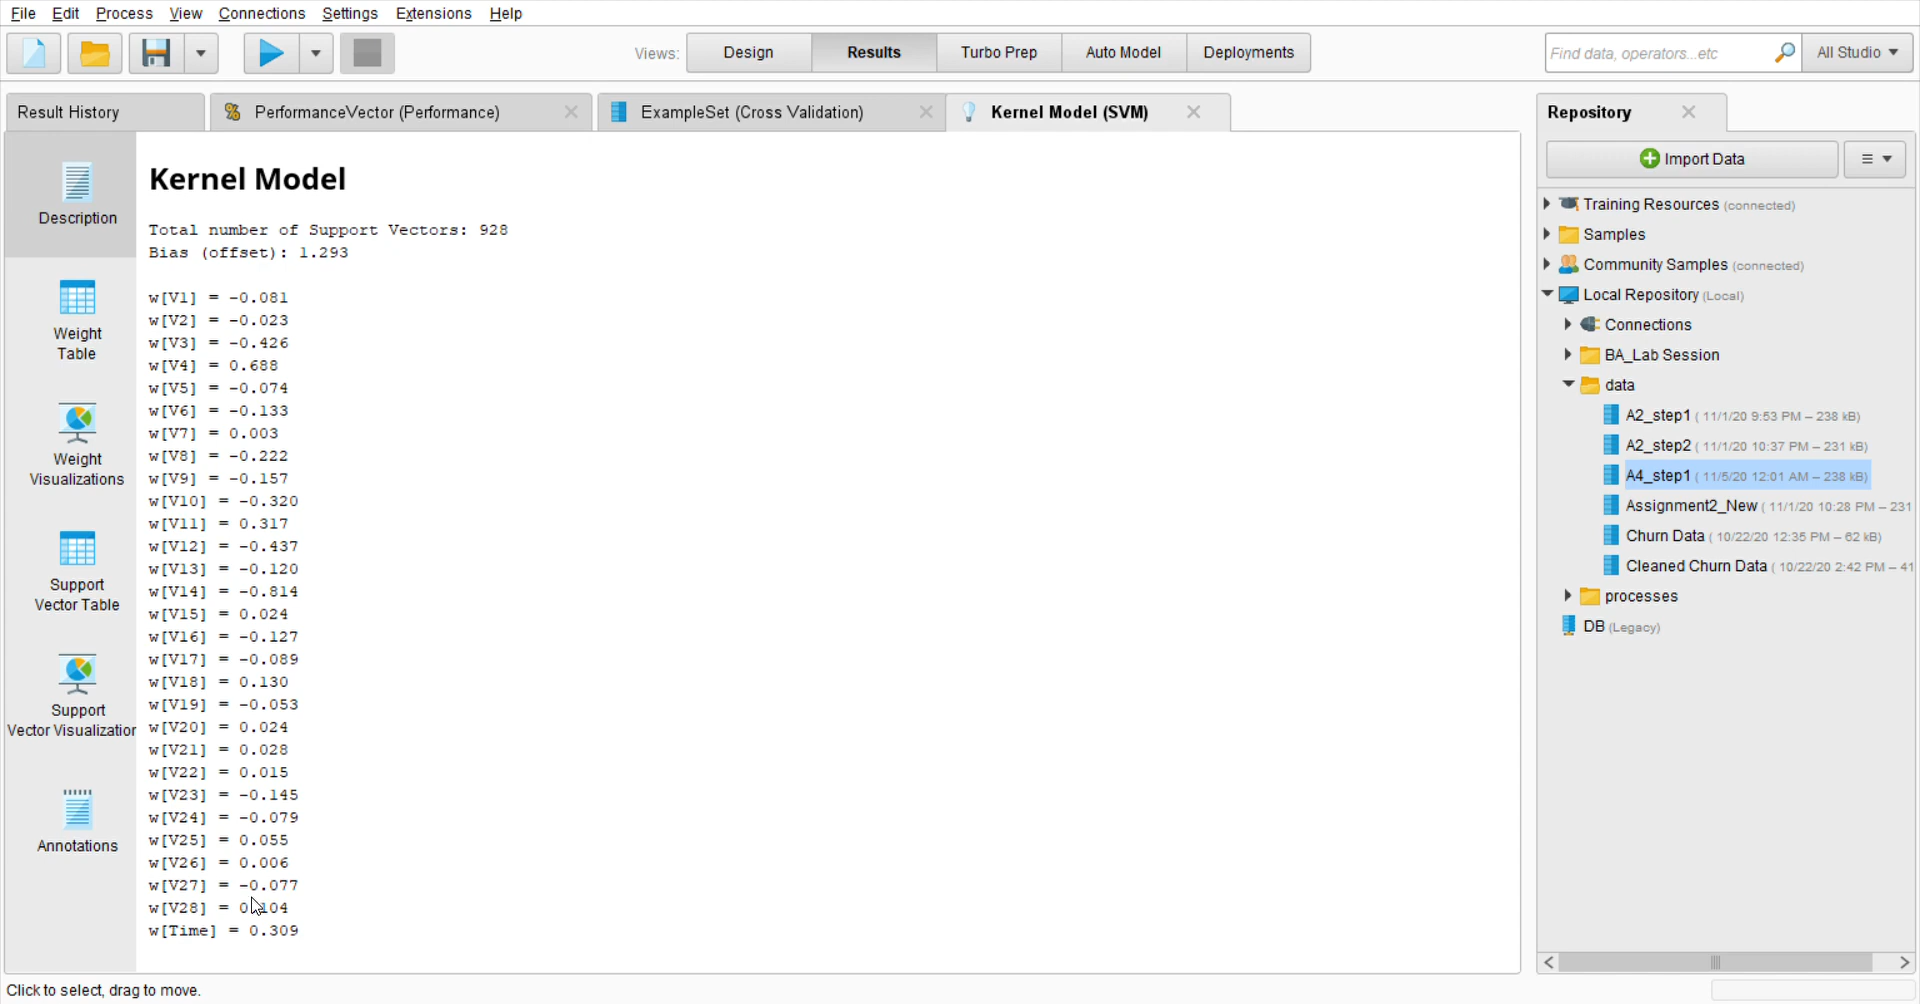 File Edit Process View Connections Settings Extensions Help
Views: Design Results Turbo Prep Auto Model Deployments Find data, operators...etc All Studio
Result History PerformanceVector (Performance) ExampleSet (Cross Validation) Kernel Model (SVM)
Description
Weight
Table
Weight
Visualizations
Support
Vector Table
Support
Vector Visualization
Annotations
Kernel Model
Total number of Support Vectors: 928
Bias (offset): 1.293
w[V1] = -0.081
w[V2] = -0.023
w[V3] = -0.426
w[V4] = 0.688
w[V5] = -0.074
w[V6] = -0.133
w[V7] = 0.003
w[V8] = -0.222
w[V9] = -0.157
w[V10] = -0.320
w[V11] = 0.317
w[V12] = -0.437
w[V13] = -0.120
w[V14] = -0.814
w[V15] = 0.024
w[V16] = -0.127
w[V17] = -0.089
w[V18] = 0.130
w[V19] = -0.053
w[V20] = 0.024
w[V21] = 0.028
w[V22] = 0.015
w[V23] = -0.145
w[V24] = -0.079
w[V25] = 0.055
w[V26] = 0.006
w[V27] = -0.077
w[V28] = 0.104
w[Time] = 0.309
Repository
Import Data
Training Resources (connected)
Samples
Community Samples (connected)
Local Repository (Local)
Connections
BA_Lab Session
data
A2_step1 ( 11/1/20 9:53 PM – 238 kB)
A2_step2 ( 11/1/20 10:37 PM – 231 kB)
A4_step1 ( 11/5/20 12:01 AM – 238 kB)
Assignment2_New ( 11/1/20 10:28 PM – 231
Churn Data ( 10/22/20 12:35 PM – 62 kB)
Cleaned Churn Data ( 10/22/20 2:42 PM – 41
processes
DB (Legacy)
Click to select, drag to move.